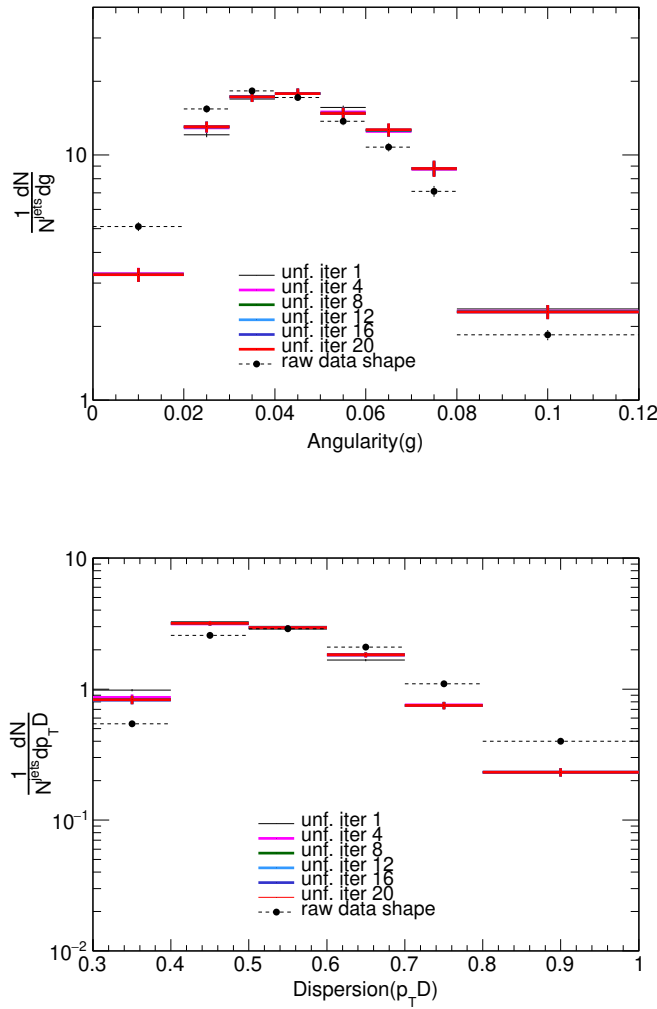 1 dN
N^jets dg
10
1
unf. iter 1
unf. iter 4
unf. iter 8
unf. iter 12
unf. iter 16
unf. iter 20
raw data shape
0 0.02 0.04 0.06 0.08 0.1 0.12
Angularity(g)
1 dN
N^jets dp_T D
10
1
10^−1
10^−2
unf. iter 1
unf. iter 4
unf. iter 8
unf. iter 12
unf. iter 16
unf. iter 20
raw data shape
0.3 0.4 0.5 0.6 0.7 0.8 0.9 1
Dispersion(p_T D)